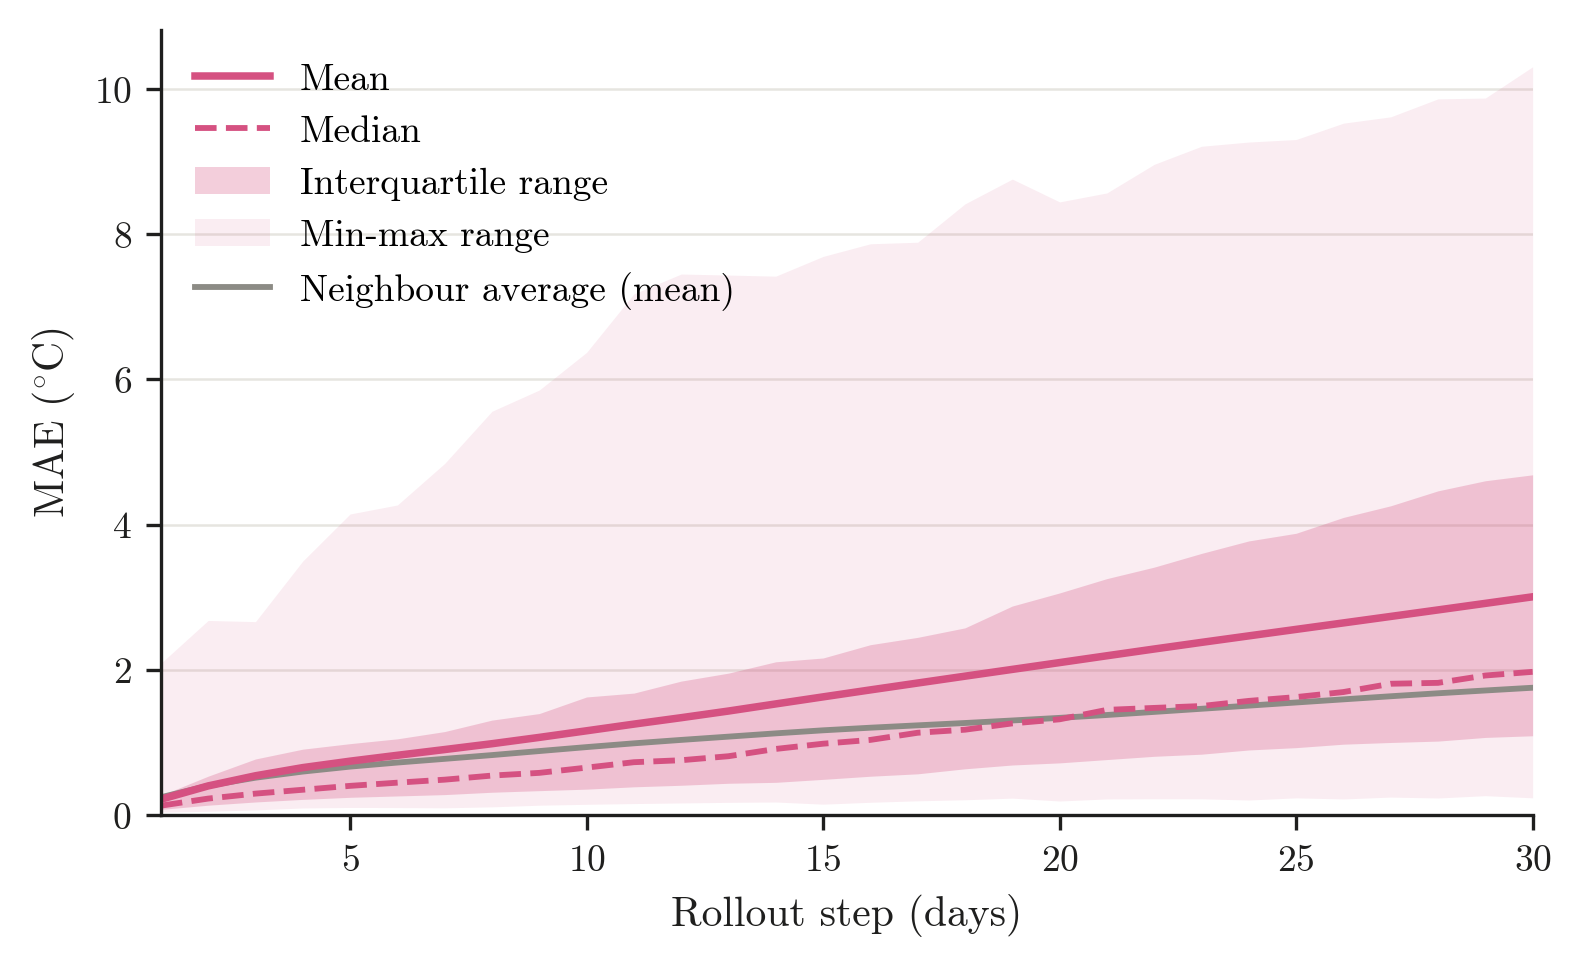 Mean
Median
Interquartile range
Min-max range
Neighbour average (mean)
MAE (°C)
10
8
6
4
2
0
5 10 15 20 25 30
Rollout step (days)